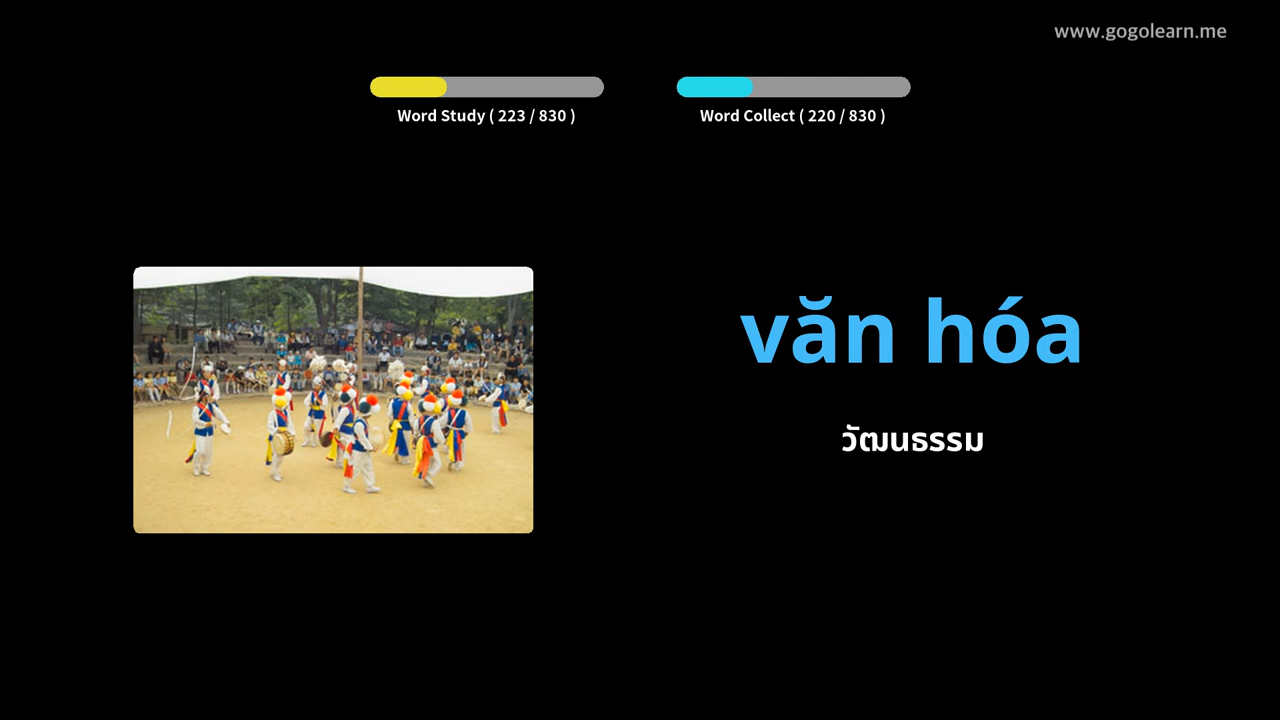 www.gogolearn.me
Word Study ( 223 / 830 )
Word Collect ( 220 / 830 )
văn hóa
วัฒนธรรม